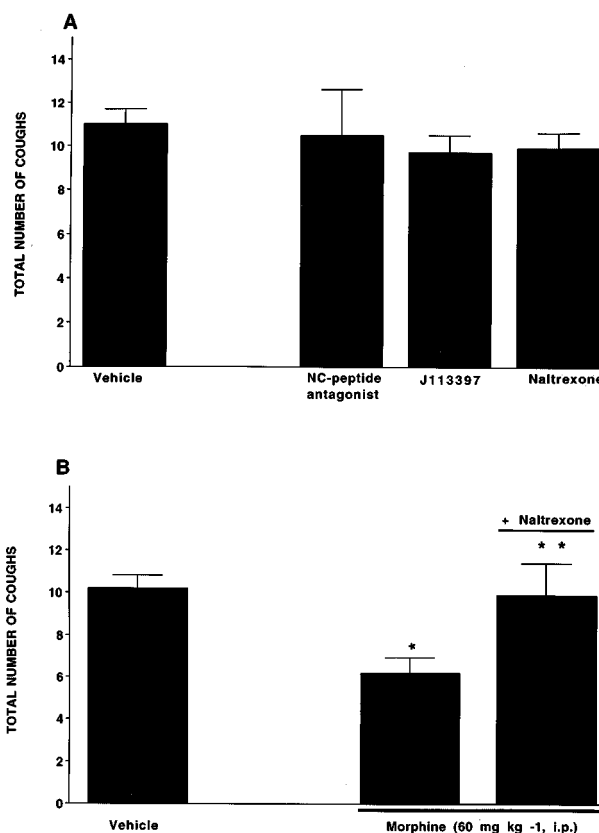 A
TOTAL NUMBER OF COUGHS
14
12
10
8
6
4
2
0
Vehicle
NC-peptide
antagonist
J113397
Naltrexone
B
TOTAL NUMBER OF COUGHS
14
12
10
8
6
4
2
0
+ Naltrexone
* *
*
Vehicle
Morphine (60 mg kg -1, i.p.)